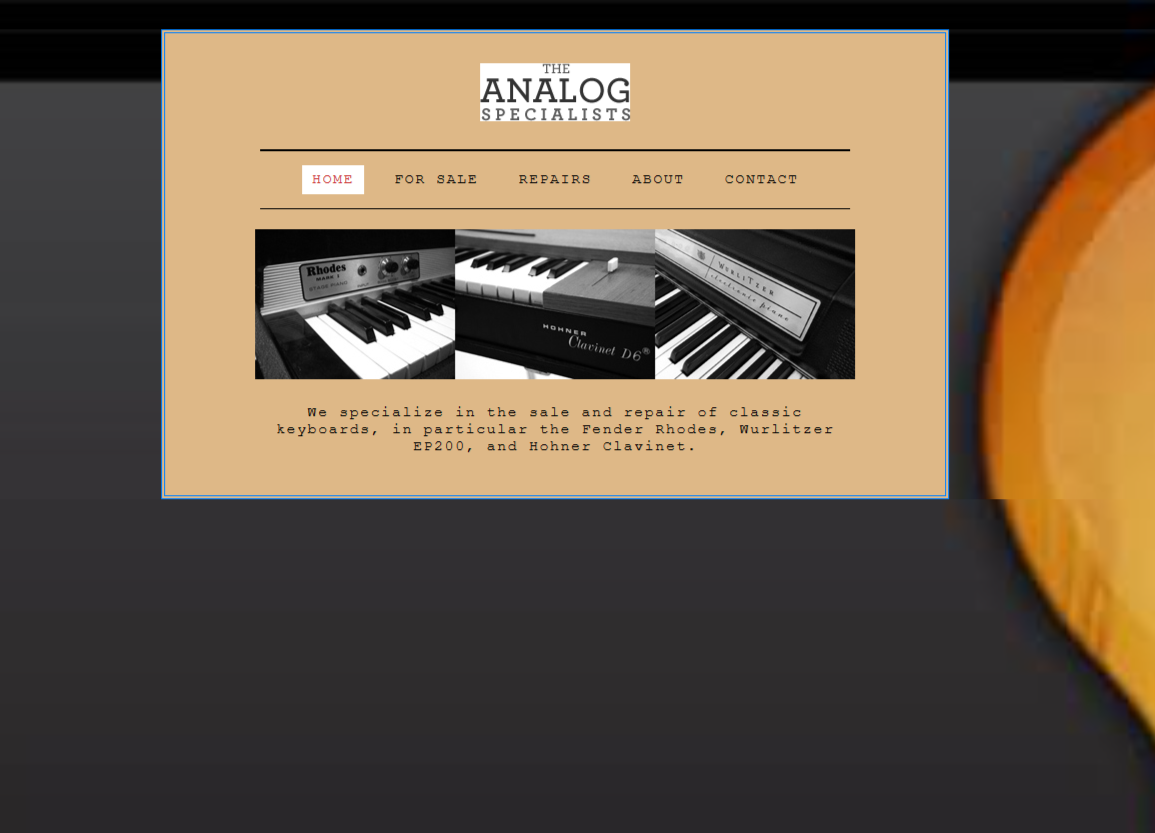 THE
ANALOG
SPECIALISTS
HOME FOR SALE REPAIRS ABOUT CONTACT
Rhodes
MARK I
STAGE PIANO
HOHNER
Clavinet D6®
WURLITZER
electronic piano
We specialize in the sale and repair of classic
keyboards, in particular the Fender Rhodes, Wurlitzer
EP200, and Hohner Clavinet.